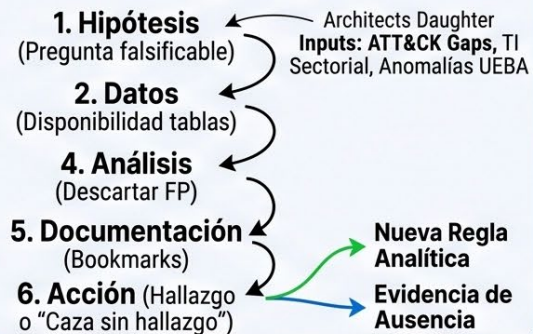 1. Hipótesis
(Pregunta falsificable)
Architects Daughter
Inputs: ATT&CK Gaps, TI
Sectorial, Anomalías UEBA
2. Datos
(Disponibilidad tablas)
4. Análisis
(Descartar FP)
5. Documentación
(Bookmarks)
6. Acción (Hallazgo
o “Caza sin hallazgo”)
Nueva Regla
Analítica
Evidencia de
Ausencia